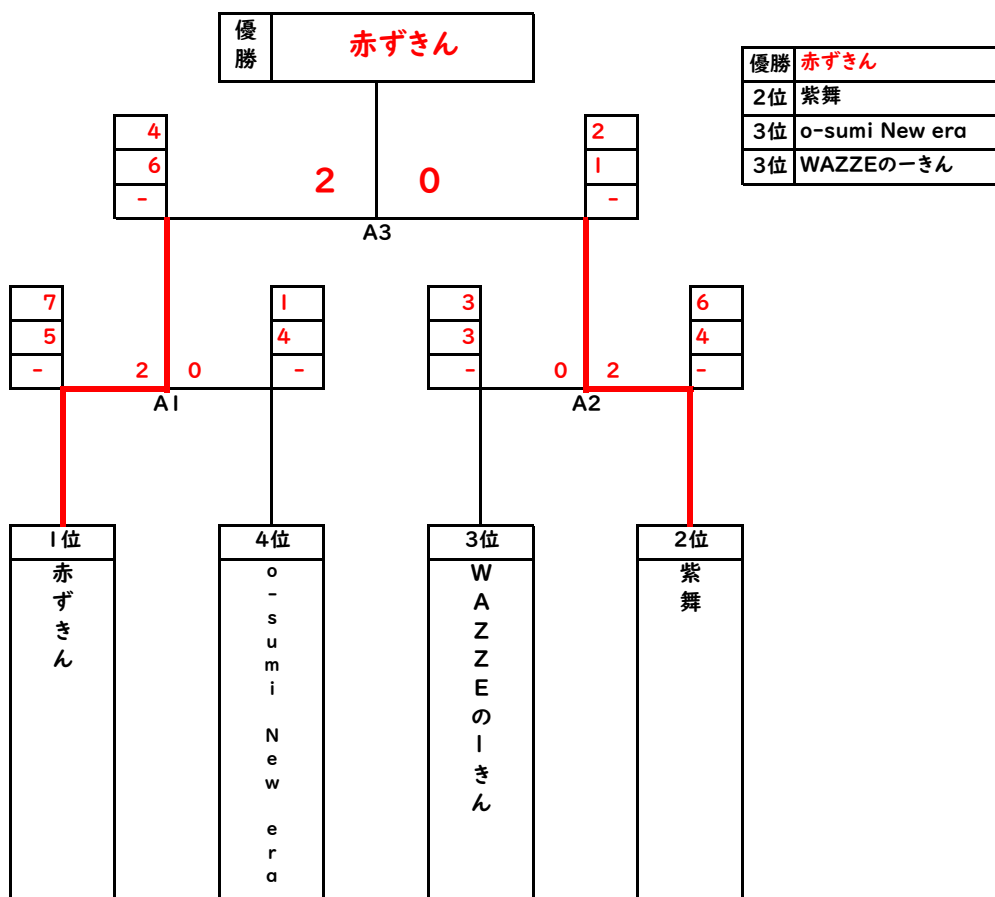 優勝
赤ずきん
優勝 赤ずきん
2位 紫舞
3位 o-sumi New era
3位 WAZZEのーきん
4
6
-
2 0
2
1
-
A3
7
5
-
2 0
1
4
-
A1
3
3
-
0 2
6
4
-
A2
1位
赤ずきん
4位
o-sumi New era
3位
WAZZEのーきん
2位
紫舞